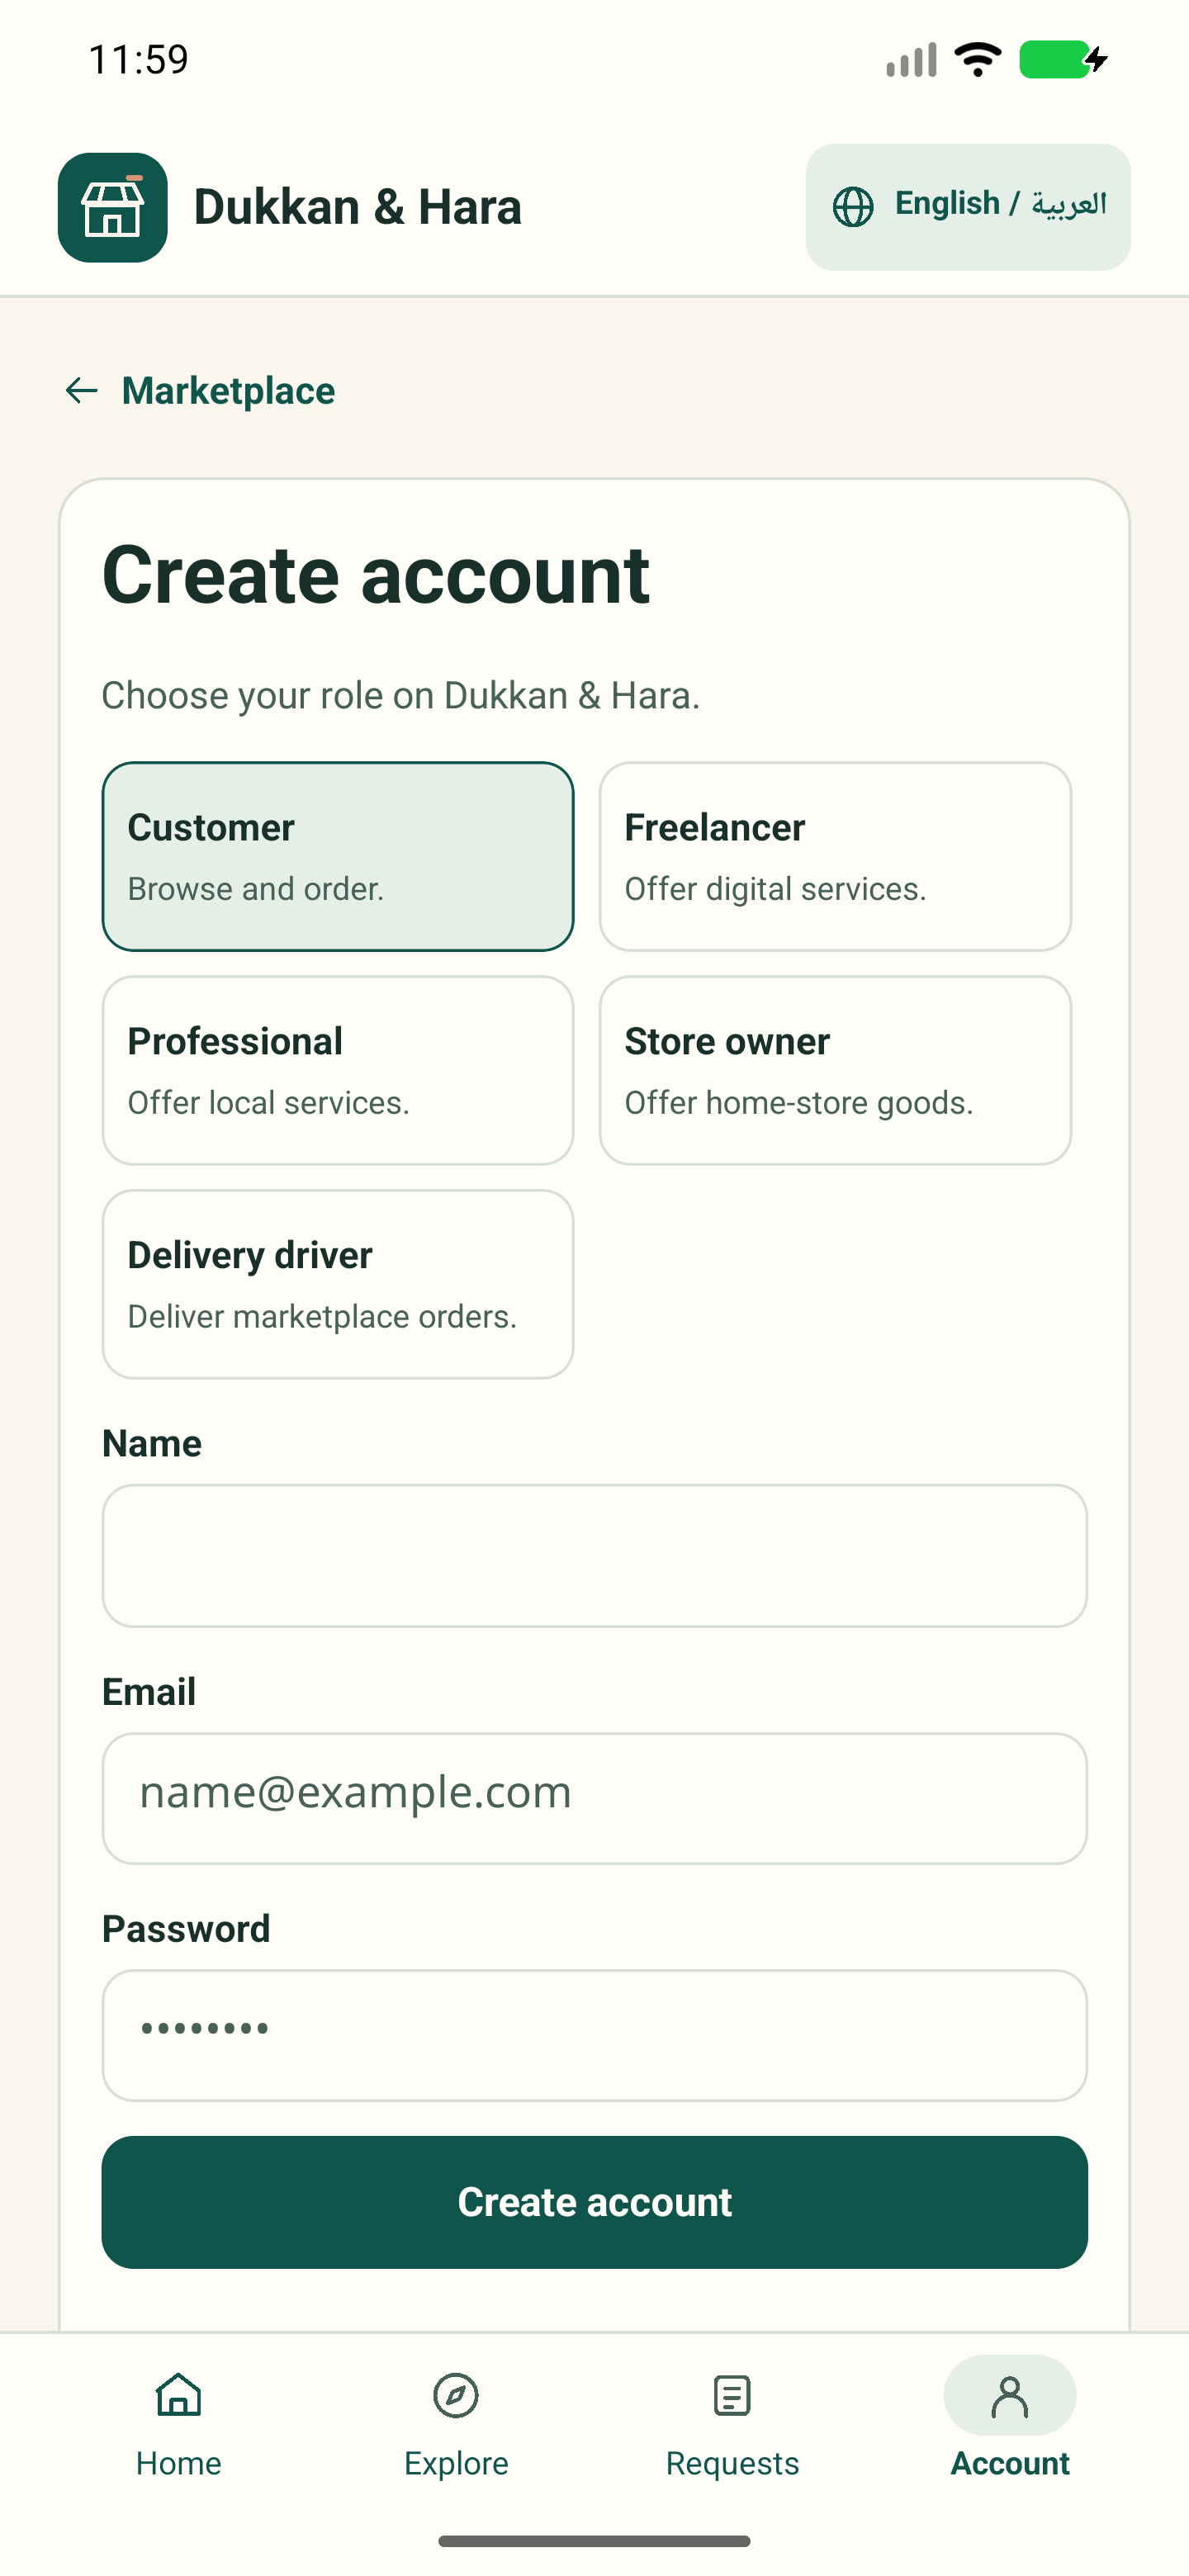 11:59
Dukkan & Hara
English / العربية
Marketplace
Create account
Choose your role on Dukkan & Hara.
Customer
Browse and order.
Freelancer
Offer digital services.
Professional
Offer local services.
Store owner
Offer home-store goods.
Delivery driver
Deliver marketplace orders.
Name
Email
name@example.com
Password
••••••••
Create account
Home
Explore
Requests
Account